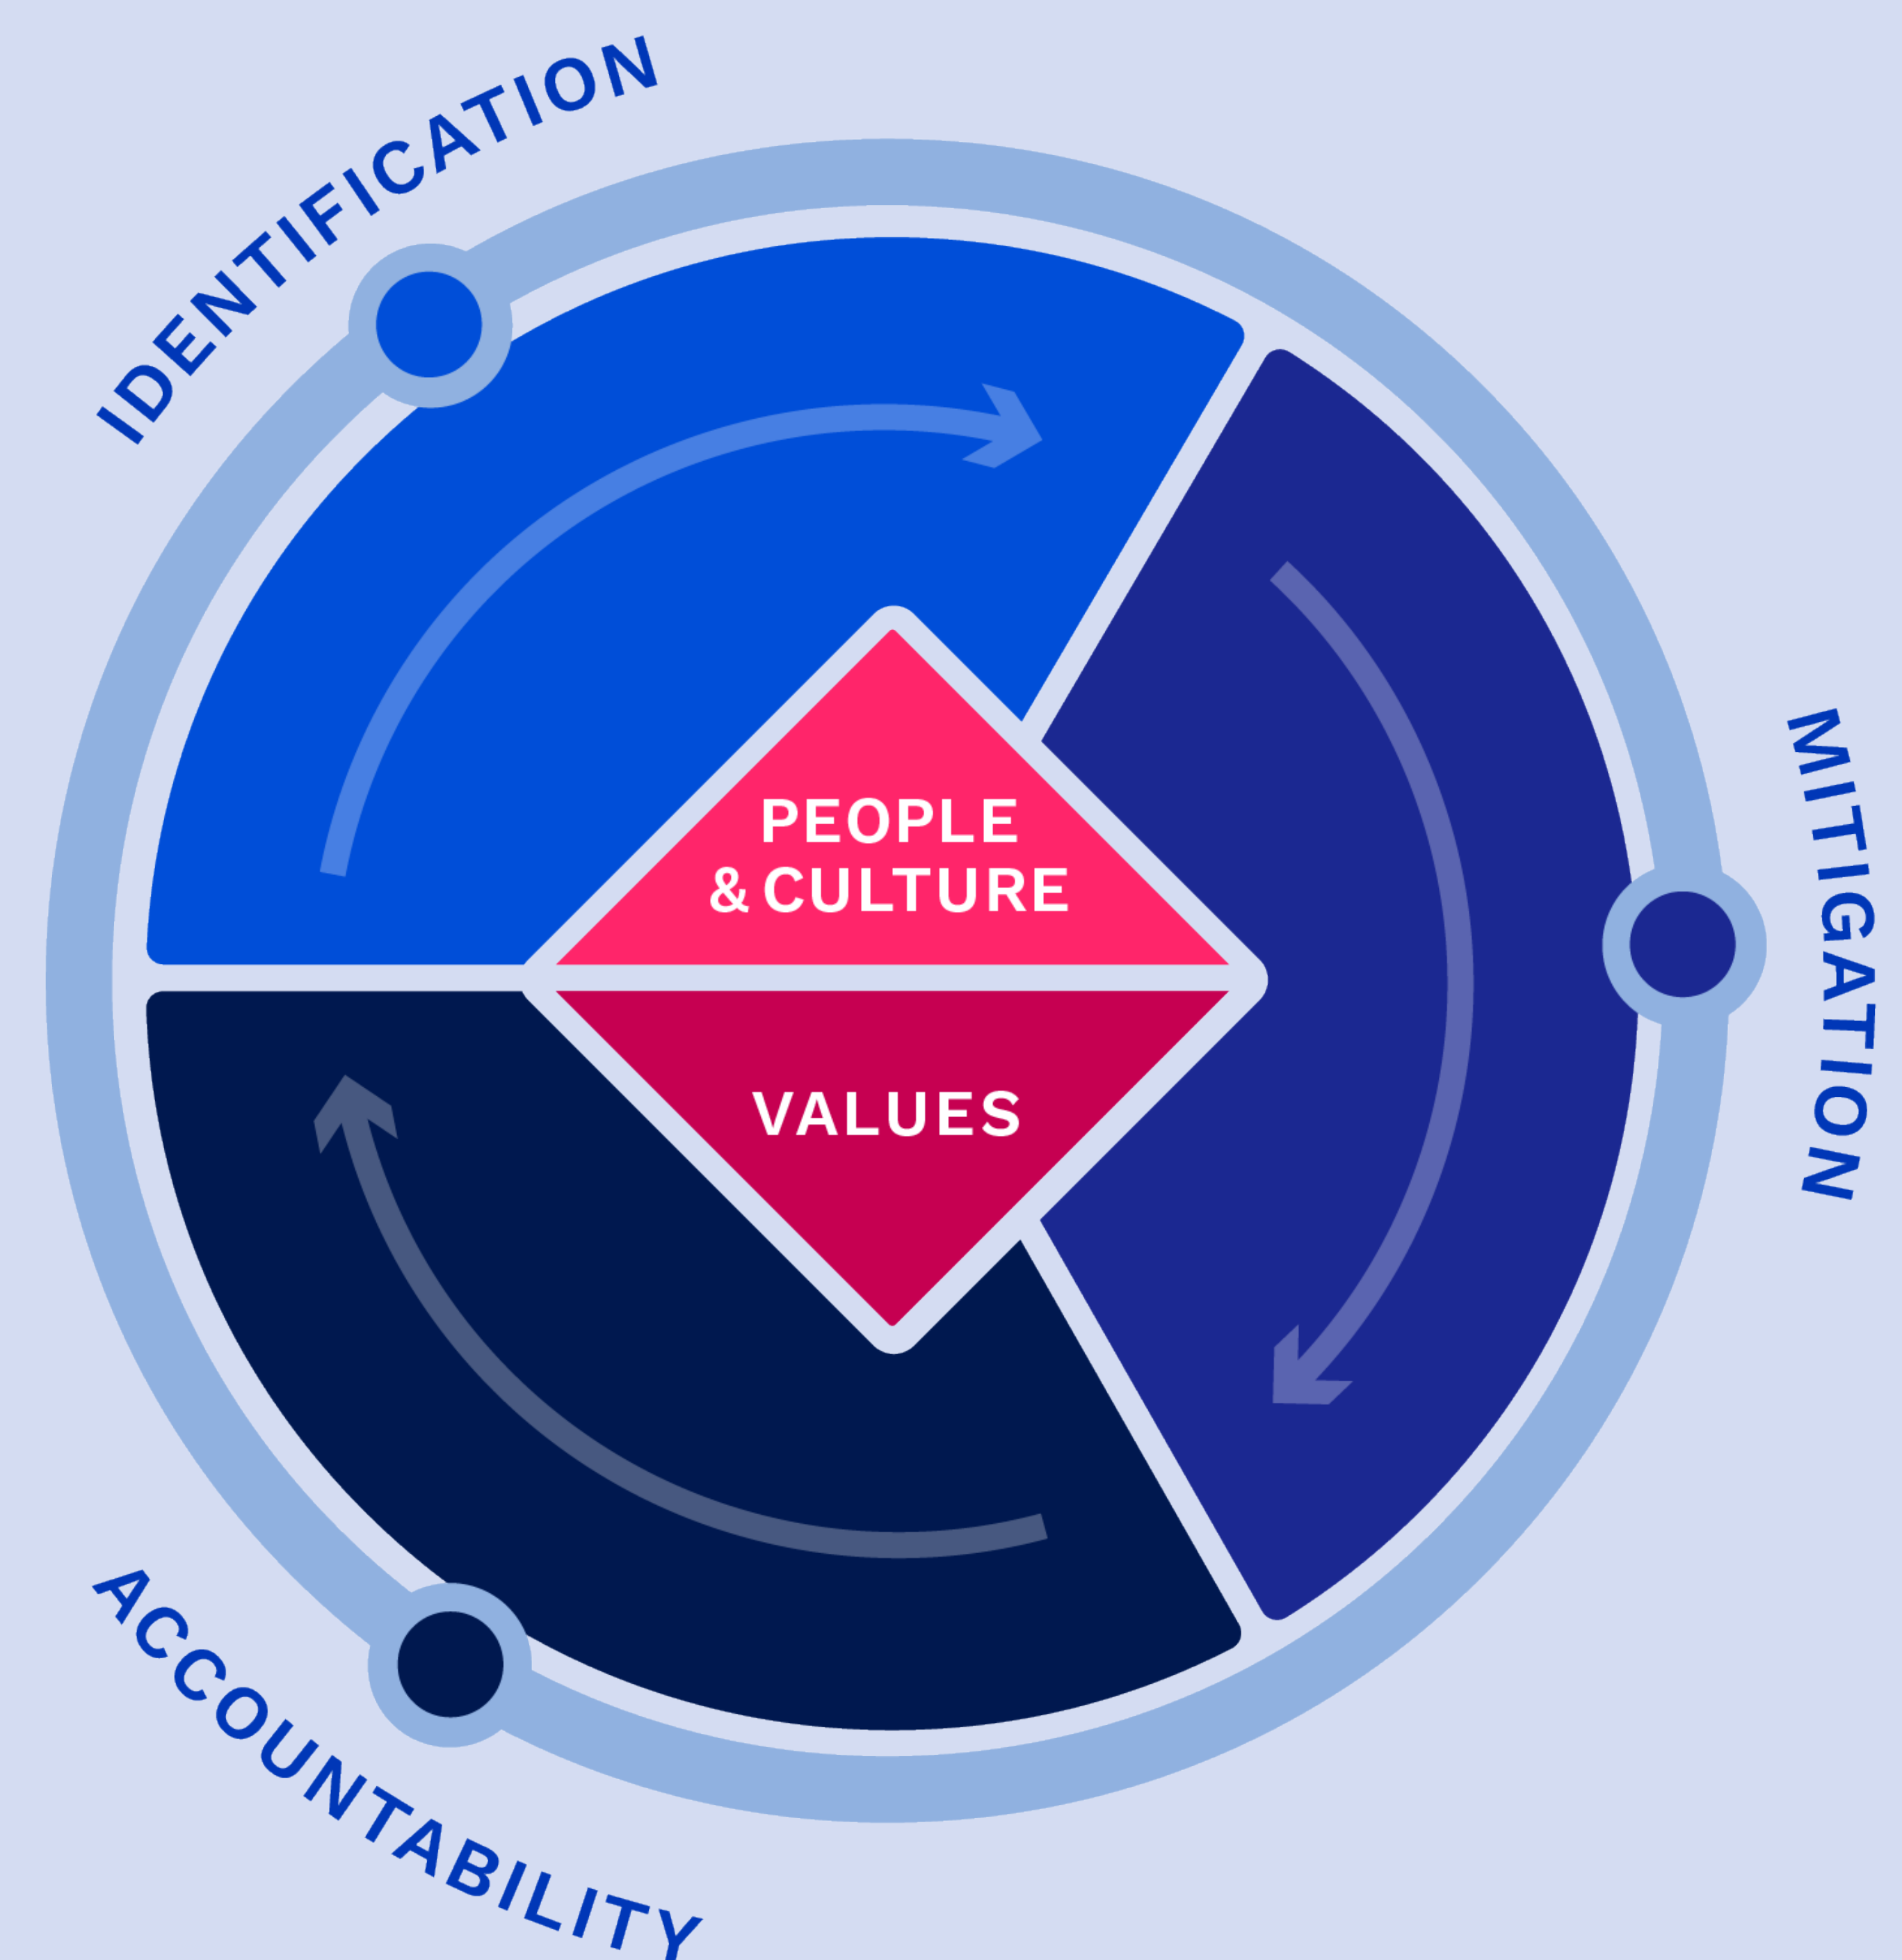 IDENTIFICATION
MITIGATION
PEOPLE
& CULTURE
VALUES
ACCOUNTABILITY